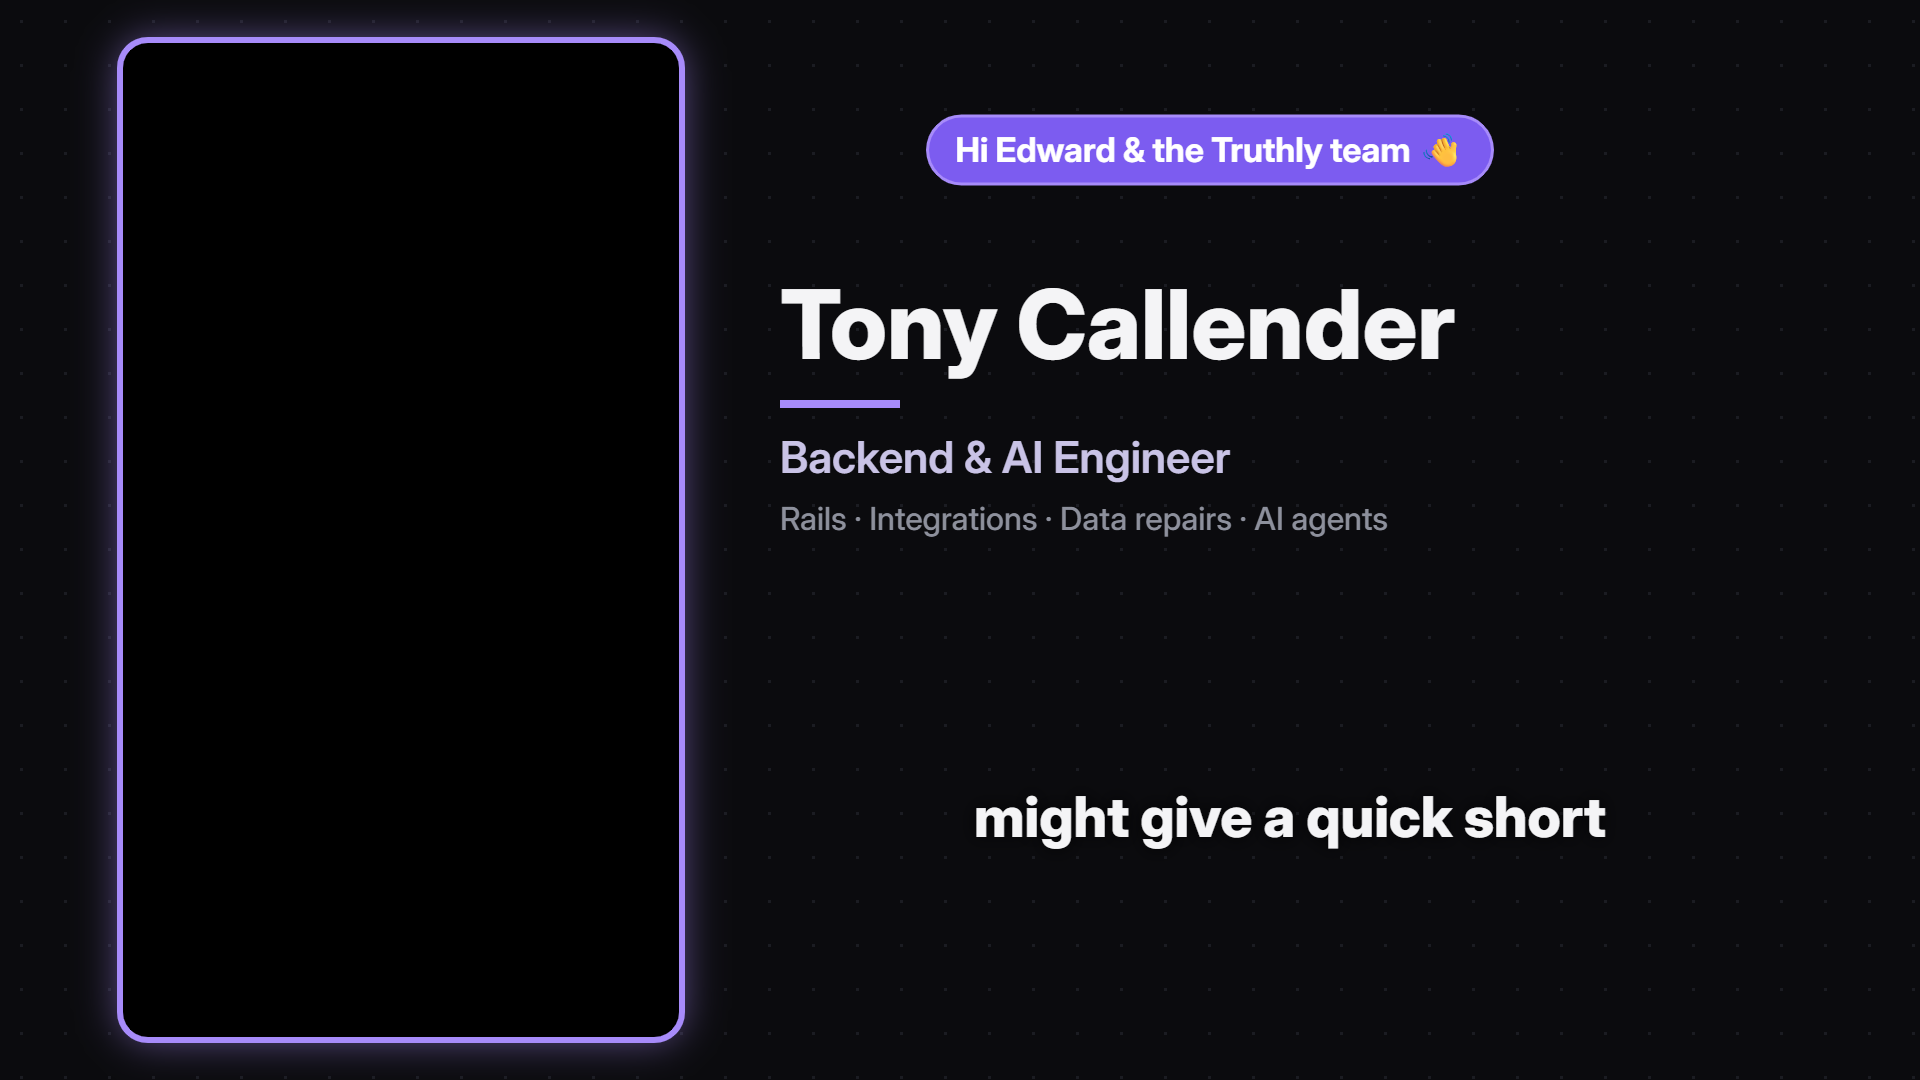 Hi Edward & the Truthly team 👋
Tony Callender
Backend & AI Engineer
Rails · Integrations · Data repairs · AI agents
might give a quick short